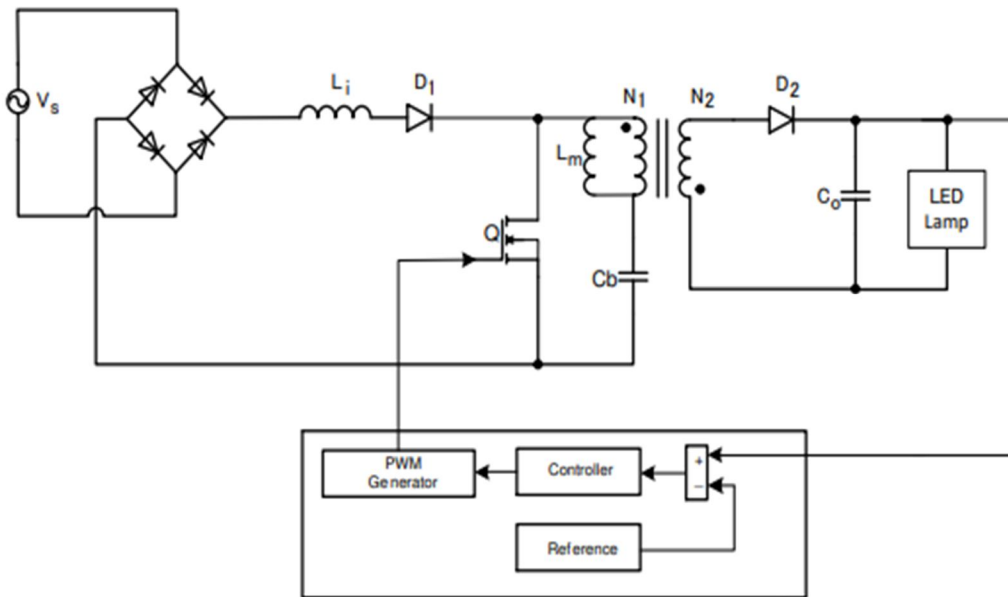 Vs
Li
D1
N1
N2
D2
Lm
Co
LED
Lamp
Q
Cb
PWM
Generator
Controller
+
−
Reference